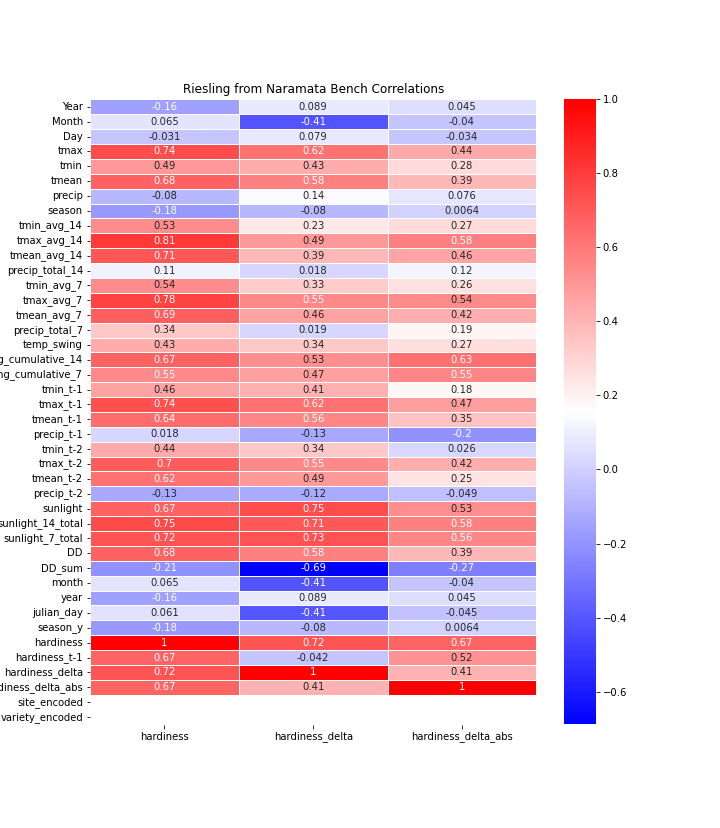 Riesling from Naramata Bench Correlations
Year -0.16 0.089 0.045
Month 0.065 -0.41 -0.04
Day -0.031 0.079 -0.034
tmax 0.74 0.62 0.44
tmin 0.49 0.43 0.28
tmean 0.68 0.58 0.39
precip -0.08 0.14 0.076
season -0.18 -0.08 0.0064
tmin_avg_14 0.53 0.23 0.27
tmax_avg_14 0.81 0.49 0.58
tmean_avg_14 0.71 0.39 0.46
precip_total_14 0.11 0.018 0.12
tmin_avg_7 0.54 0.33 0.26
tmax_avg_7 0.78 0.55 0.54
tmean_avg_7 0.69 0.46 0.42
precip_total_7 0.34 0.019 0.19
temp_swing 0.43 0.34 0.27
g_cumulative_14 0.67 0.53 0.63
ng_cumulative_7 0.55 0.47 0.55
tmin_t-1 0.46 0.41 0.18
tmax_t-1 0.74 0.62 0.47
tmean_t-1 0.64 0.56 0.35
precip_t-1 0.018 -0.13 -0.2
tmin_t-2 0.44 0.34 0.026
tmax_t-2 0.7 0.55 0.42
tmean_t-2 0.62 0.49 0.25
precip_t-2 -0.13 -0.12 -0.049
sunlight 0.67 0.75 0.53
sunlight_14_total 0.75 0.71 0.58
sunlight_7_total 0.72 0.73 0.56
DD 0.68 0.58 0.39
DD_sum -0.21 -0.69 -0.27
month 0.065 -0.41 -0.04
year -0.16 0.089 0.045
julian_day 0.061 -0.41 -0.045
season_y -0.18 -0.08 0.0064
hardiness 1 0.72 0.67
hardiness_t-1 0.67 -0.042 0.52
hardiness_delta 0.72 1 0.41
diness_delta_abs 0.67 0.41 1
site_encoded
variety_encoded
hardiness hardiness_delta hardiness_delta_abs
1.0
0.8
0.6
0.4
0.2
0.0
−0.2
−0.4
−0.6